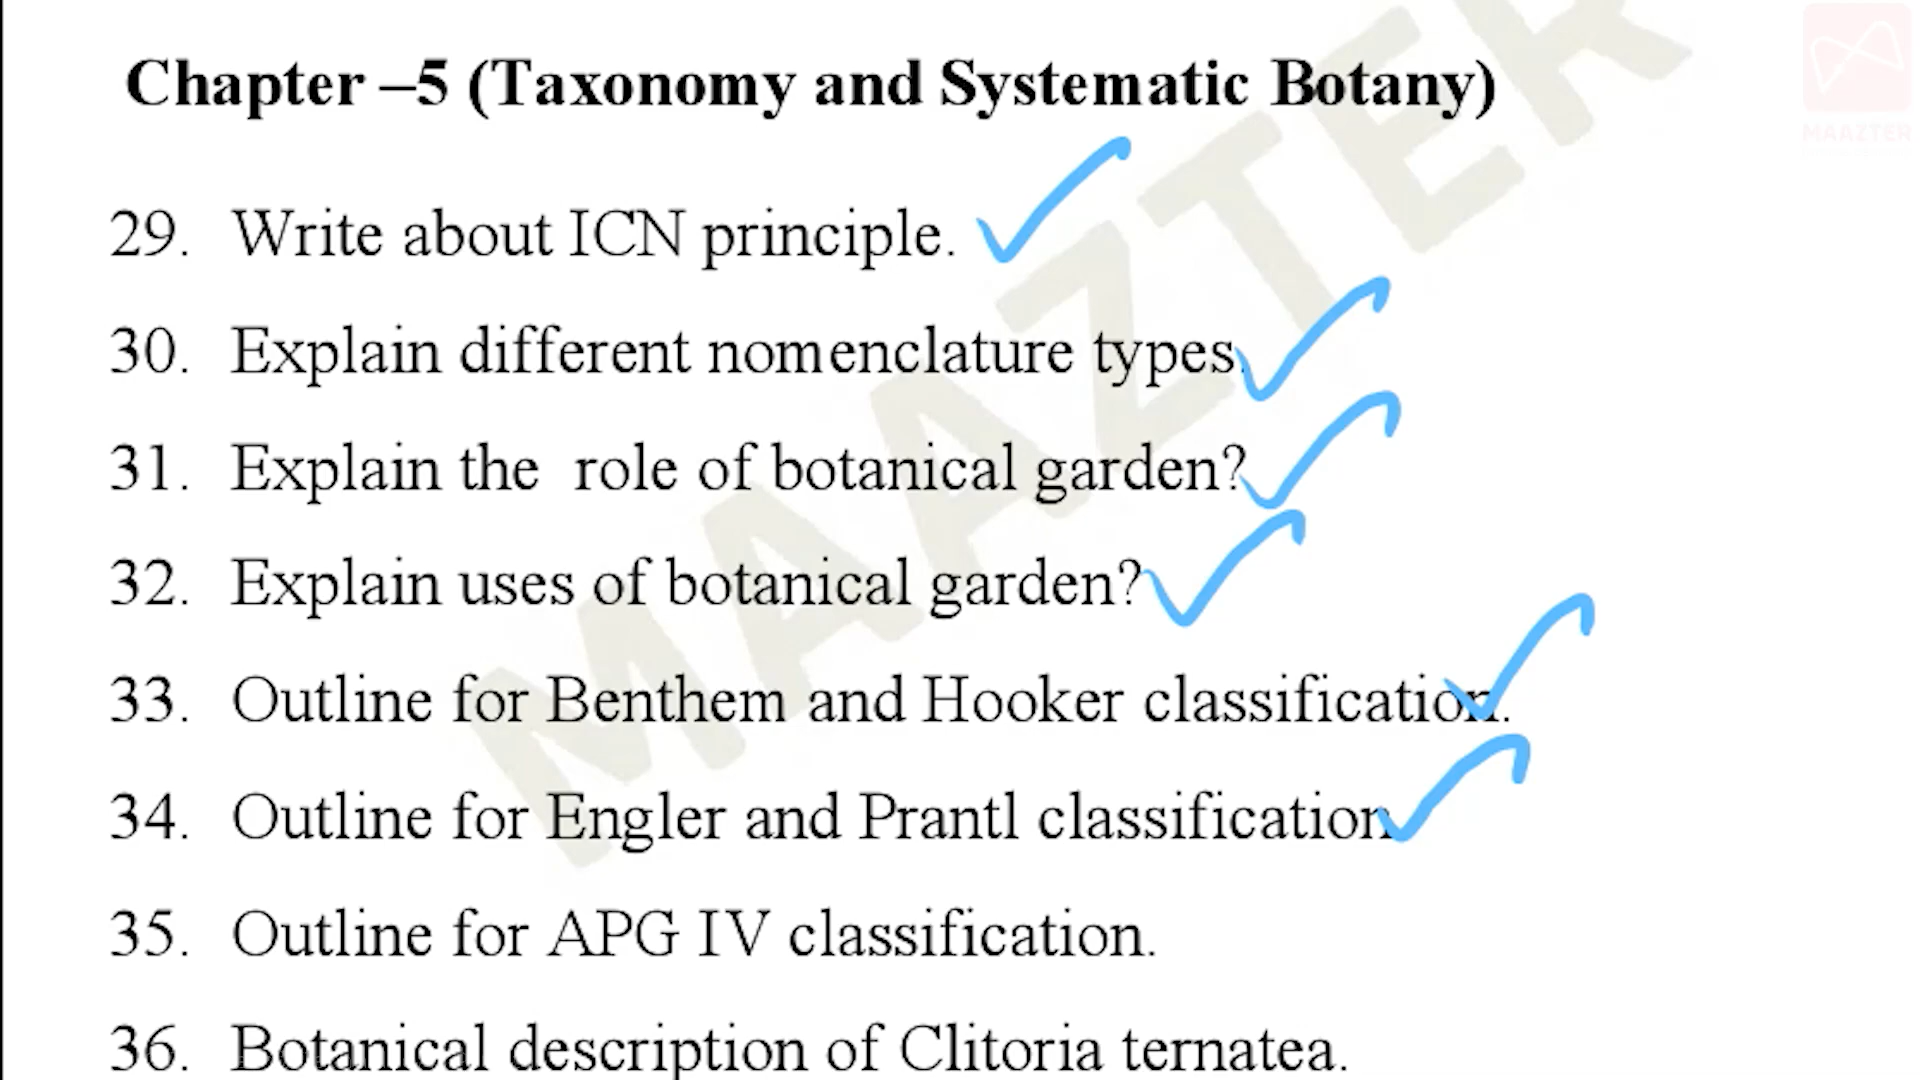 Chapter –5 (Taxonomy and Systematic Botany)
MAAZTER
29. Write about ICN principle.
30. Explain different nomenclature types.
31. Explain the role of botanical garden?
32. Explain uses of botanical garden?
33. Outline for Benthem and Hooker classification.
34. Outline for Engler and Prantl classification
35. Outline for APG IV classification.
36. Botanical description of Clitoria ternatea.
MAAZTER